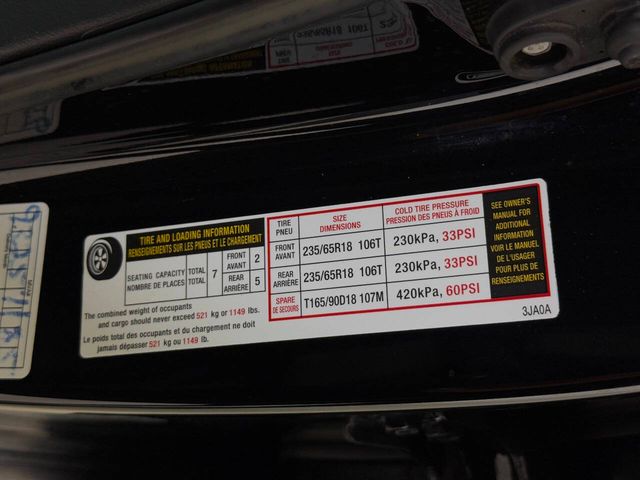 TIRE AND LOADING INFORMATION
RENSEIGNEMENTS SUR LES PNEUS ET LE CHARGEMENT
SEATING CAPACITY
NOMBRE DE PLACES
TOTAL
TOTAL
7
FRONT
AVANT
2
REAR
ARRIÈRE
5
The combined weight of occupants
and cargo should never exceed 521 kg or 1149 lbs.
Le poids total des occupants et du chargement ne doit
jamais dépasser 521 kg ou 1149 lb.
TIRE
PNEU
SIZE
DIMENSIONS
COLD TIRE PRESSURE
PRESSION DES PNEUS À FROID
FRONT
AVANT
235/65R18 106T
230kPa, 33PSI
REAR
ARRIÈRE
235/65R18 106T
230kPa, 33PSI
SPARE
DE SECOURS
T165/90D18 107M
420kPa, 60PSI
SEE OWNER'S
MANUAL FOR
ADDITIONAL
INFORMATION
VOIR LE MANUEL
DE L'USAGER
POUR PLUS DE
RENSEIGNEMENTS
3JA0A